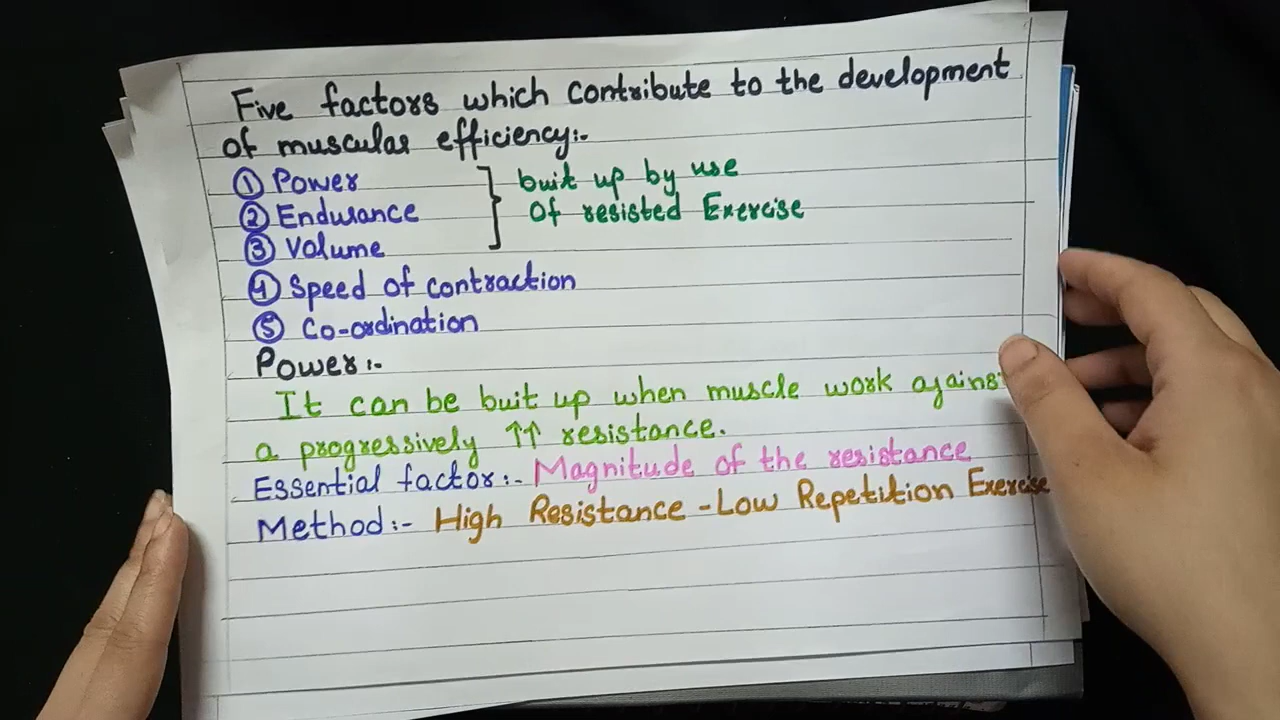 Five factors which contribute to the development
of muscular efficiency:-
① Power
② Endurance
③ Volume
buit up by use
Of resisted Exercise
④ Speed of contraction
⑤ Co-ordination
Power:-
It can be buit up when muscle work agains
a progressively ↑↑ resistance.
Essential factor:- Magnitude of the resistance
Method:- High Resistance - Low Repetition Exercise